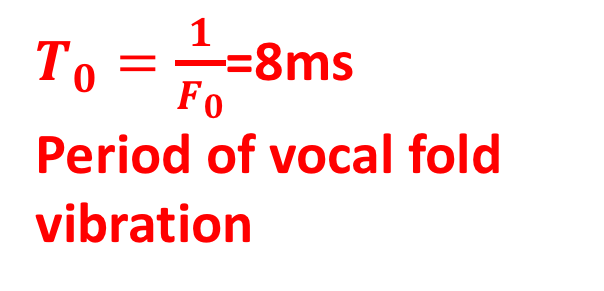 T₀ = 1/F₀=8ms
Period of vocal fold
vibration